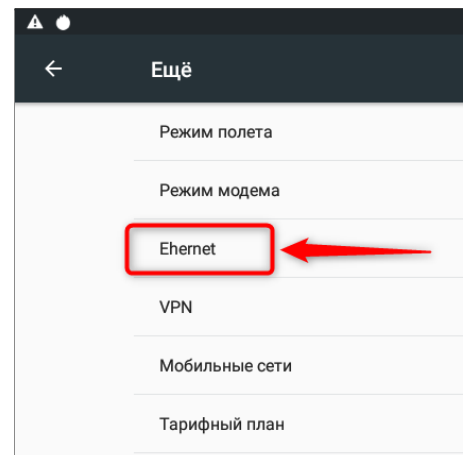 Ещё
Режим полета
Режим модема
Ehernet
VPN
Мобильные сети
Тарифный план